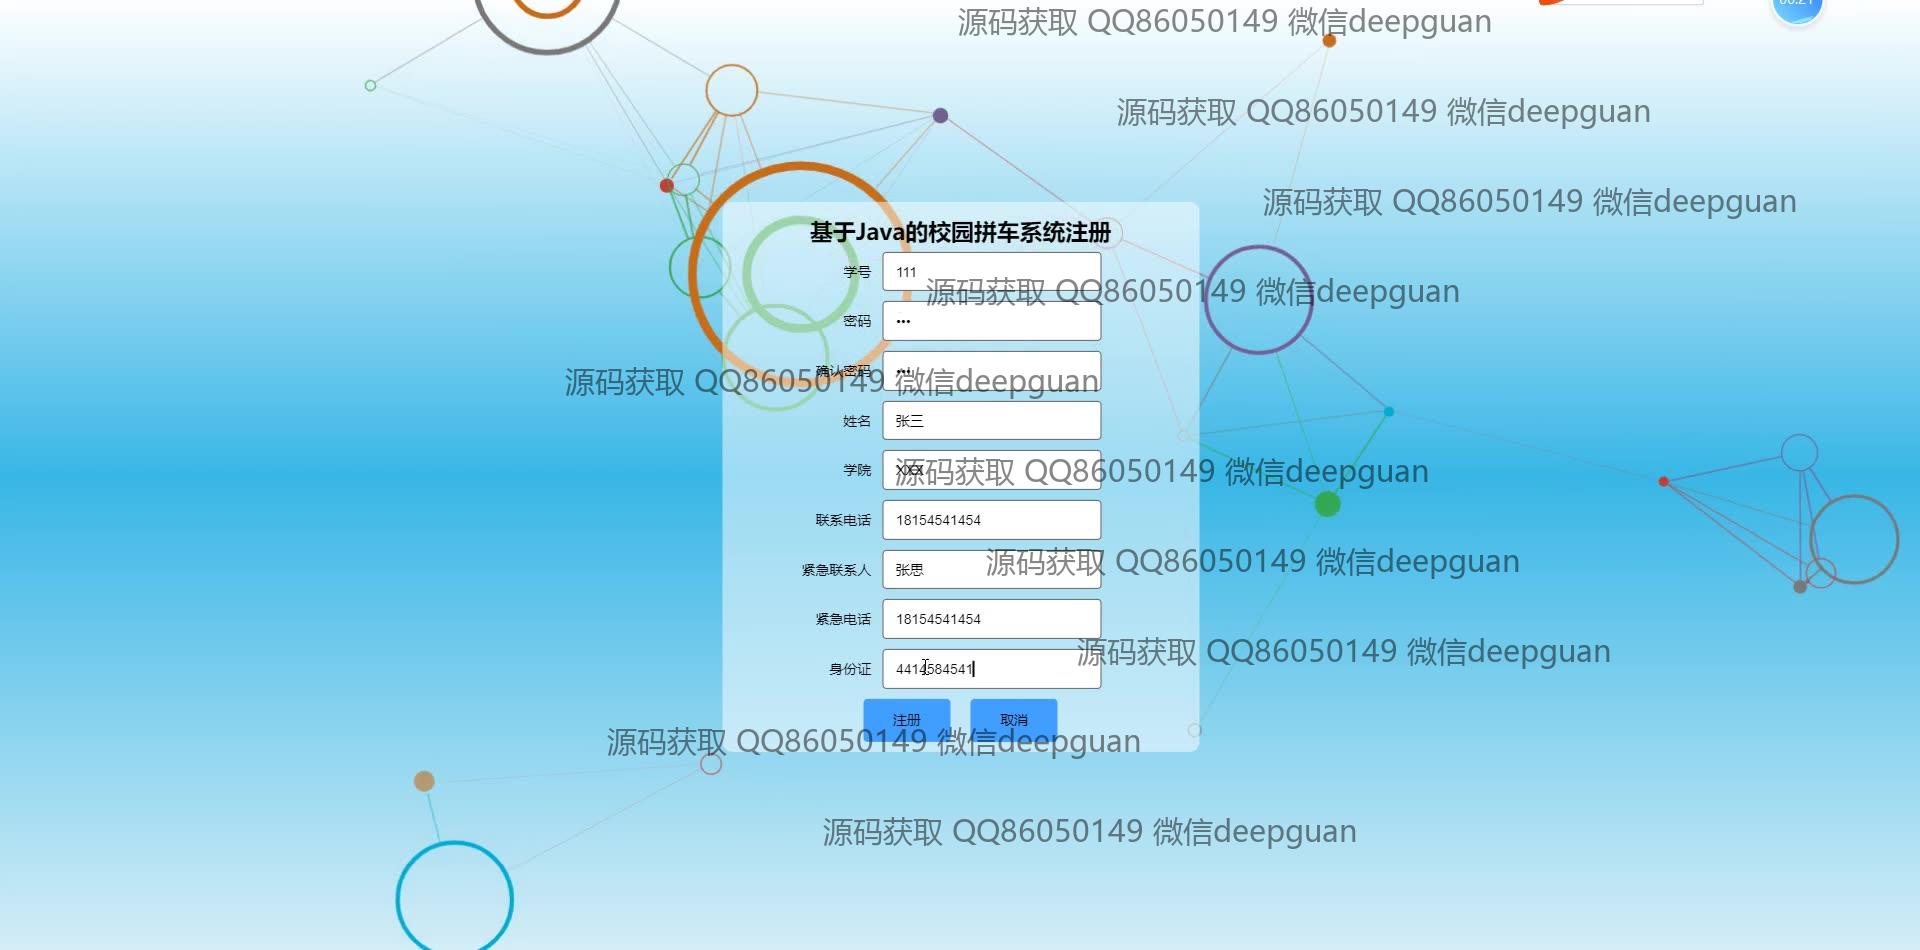 00:21
源码获取 QQ86050149 微信deepguan
源码获取 QQ86050149 微信deepguan
源码获取 QQ86050149 微信deepguan
基于Java的校园拼车系统注册
学号 111
源码获取 QQ86050149 微信deepguan
密码 •••
确认密码 •••
源码获取 QQ86050149 微信deepguan
姓名 张三
学院 XXX
源码获取 QQ86050149 微信deepguan
联系电话 18154541454
源码获取 QQ86050149 微信deepguan
紧急联系人 张思
紧急电话 18154541454
源码获取 QQ86050149 微信deepguan
身份证 4414584541
注册 取消
源码获取 QQ86050149 微信deepguan
源码获取 QQ86050149 微信deepguan